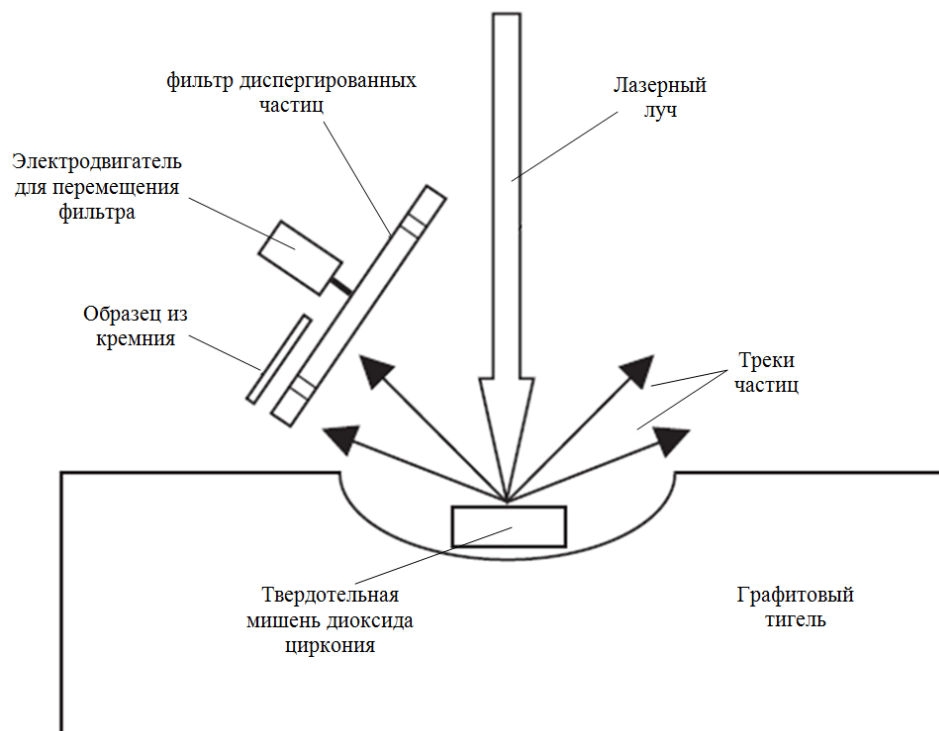 фильтр диспергированных
частиц
Лазерный
луч
Электродвигатель
для перемещения
фильтра
Образец из
кремния
Треки
частиц
Твердотельная
мишень диоксида
циркония
Графитовый
тигель